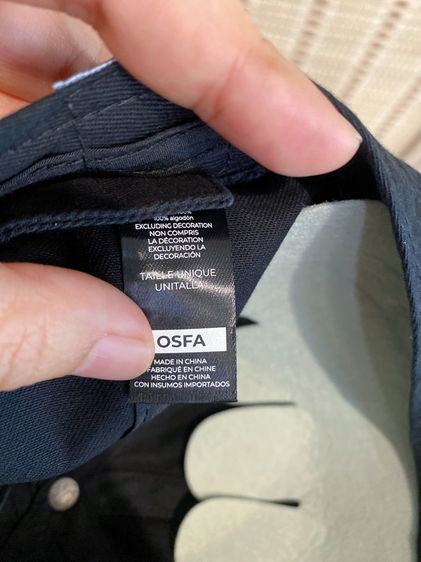 100% algodón
EXCLUDING DECORATION
NON COMPRIS
LA DÉCORATION
EXCLUYENDO LA
DECORACIÓN
TAILLE UNIQUE
UNITALLA
OSFA
MADE IN CHINA
FABRIQUÉ EN CHINE
HECHO EN CHINA
CON INSUMOS IMPORTADOS